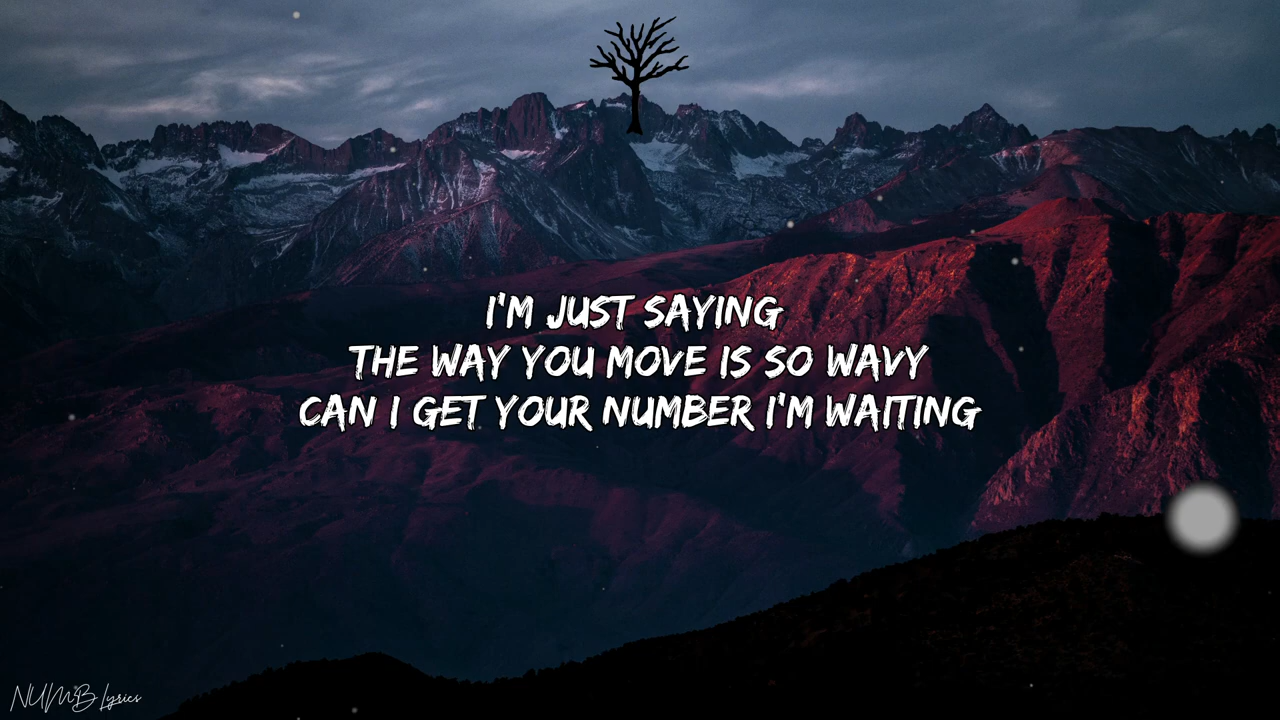 I'M JUST SAYING
THE WAY YOU MOVE IS SO WAVY
CAN I GET YOUR NUMBER I'M WAITING
NUMB Lyrics